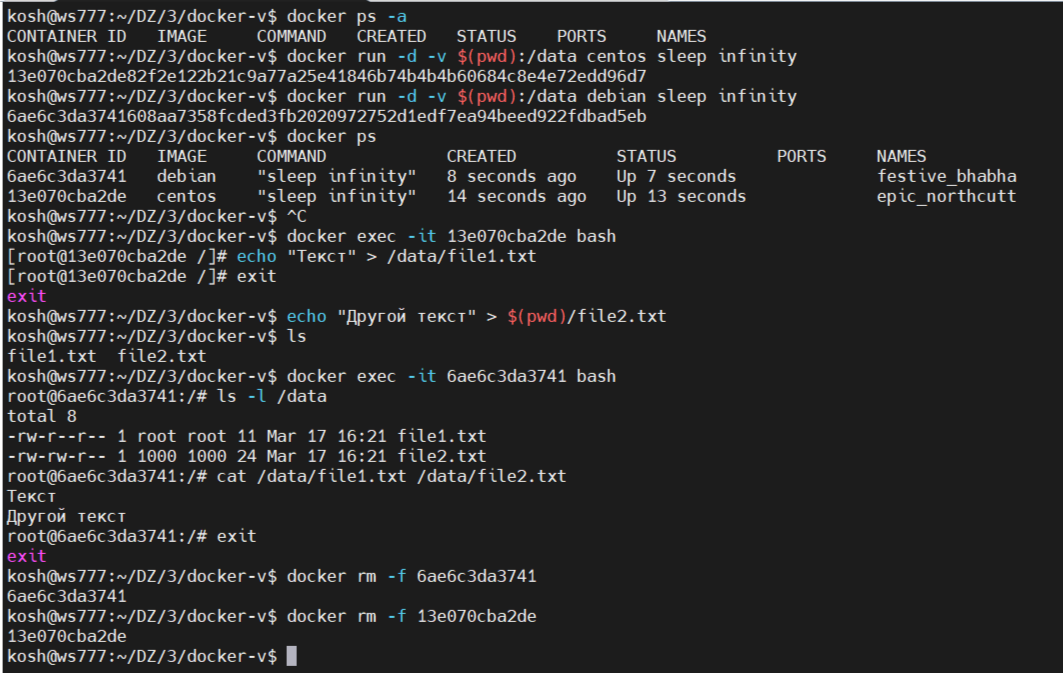 kosh@ws777:~/DZ/3/docker-v$ docker ps -a
CONTAINER ID   IMAGE     COMMAND   CREATED   STATUS    PORTS     NAMES
kosh@ws777:~/DZ/3/docker-v$ docker run -d -v $(pwd):/data centos sleep infinity
13e070cba2de82f2e122b21c9a77a25e41846b74b4b4b60684c8e4e72edd96d7
kosh@ws777:~/DZ/3/docker-v$ docker run -d -v $(pwd):/data debian sleep infinity
6ae6c3da3741608aa7358fcded3fb2020972752d1edf7ea94beed922fdbad5eb
kosh@ws777:~/DZ/3/docker-v$ docker ps
CONTAINER ID   IMAGE     COMMAND            CREATED          STATUS          PORTS     NAMES
6ae6c3da3741   debian    "sleep infinity"   8 seconds ago    Up 7 seconds              festive_bhabha
13e070cba2de   centos    "sleep infinity"   14 seconds ago   Up 13 seconds             epic_northcutt
kosh@ws777:~/DZ/3/docker-v$ ^C
kosh@ws777:~/DZ/3/docker-v$ docker exec -it 13e070cba2de bash
[root@13e070cba2de /]# echo "Текст" > /data/file1.txt
[root@13e070cba2de /]# exit
exit
kosh@ws777:~/DZ/3/docker-v$ echo "Другой текст" > $(pwd)/file2.txt
kosh@ws777:~/DZ/3/docker-v$ ls
file1.txt  file2.txt
kosh@ws777:~/DZ/3/docker-v$ docker exec -it 6ae6c3da3741 bash
root@6ae6c3da3741:/# ls -l /data
total 8
-rw-r--r-- 1 root root 11 Mar 17 16:21 file1.txt
-rw-rw-r-- 1 1000 1000 24 Mar 17 16:21 file2.txt
root@6ae6c3da3741:/# cat /data/file1.txt /data/file2.txt
Текст
Другой текст
root@6ae6c3da3741:/# exit
exit
kosh@ws777:~/DZ/3/docker-v$ docker rm -f 6ae6c3da3741
6ae6c3da3741
kosh@ws777:~/DZ/3/docker-v$ docker rm -f 13e070cba2de
13e070cba2de
kosh@ws777:~/DZ/3/docker-v$